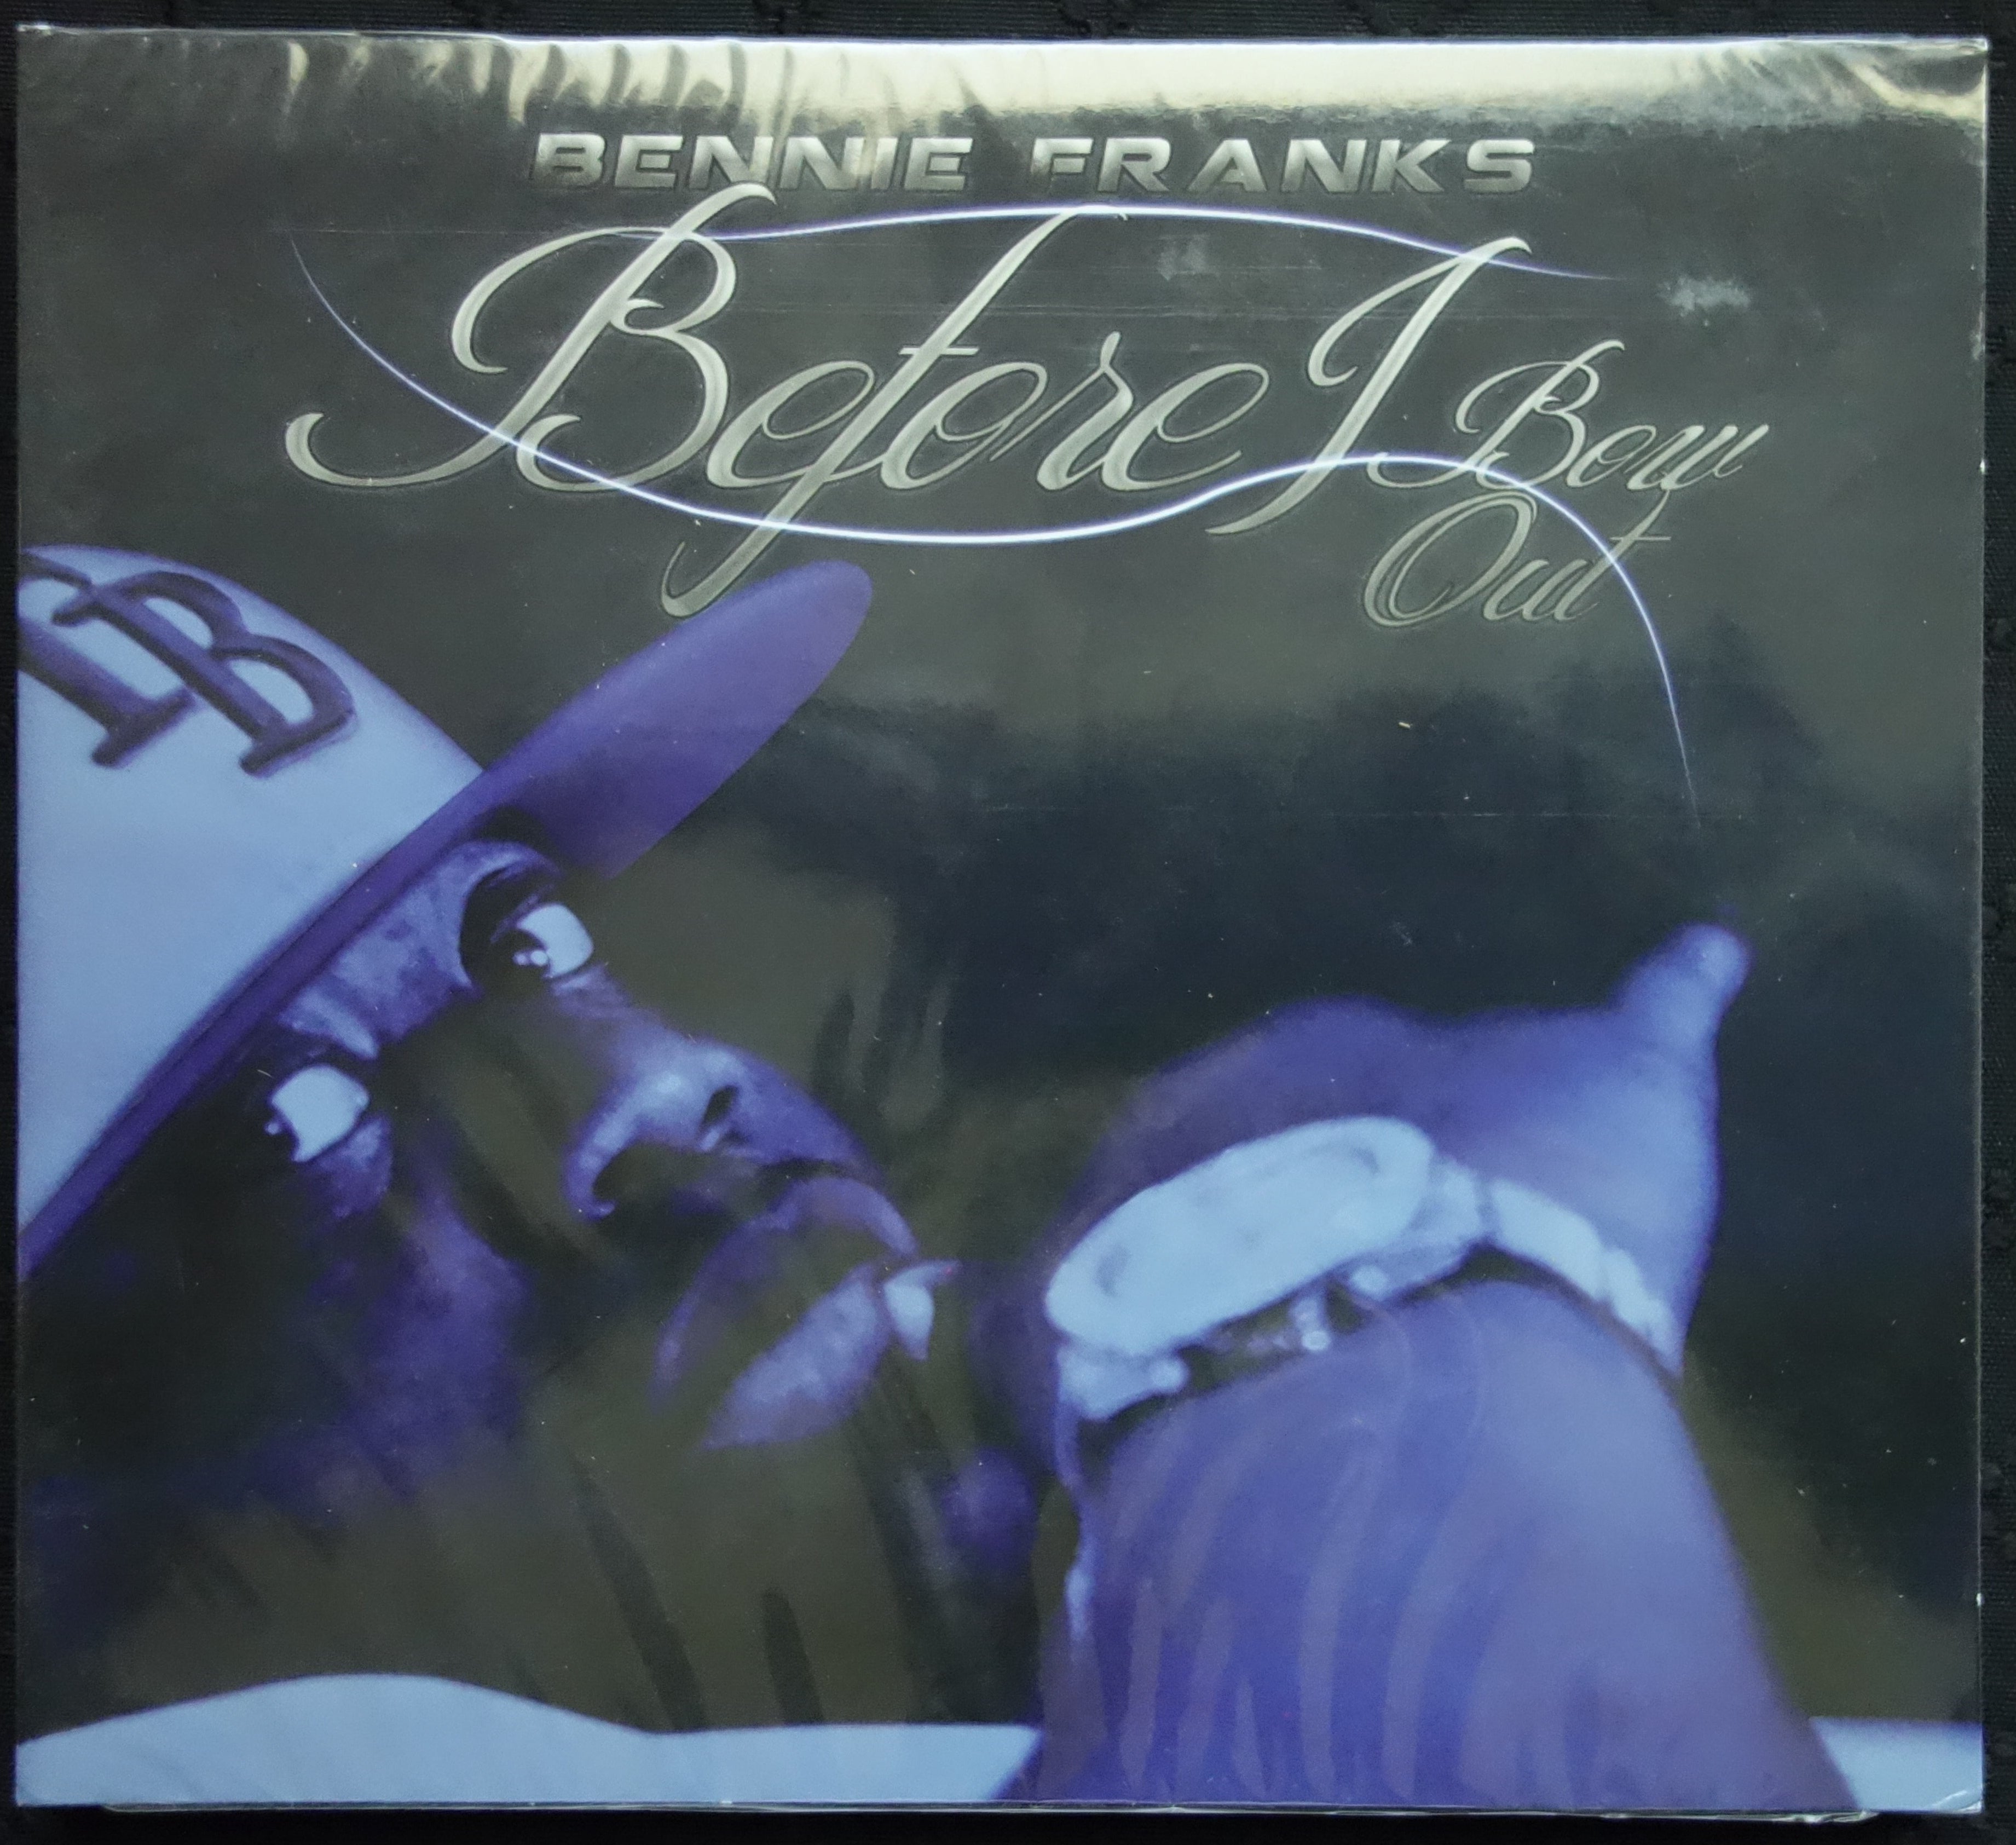 BENNIE FRANKS
Before I Bow
Out
B